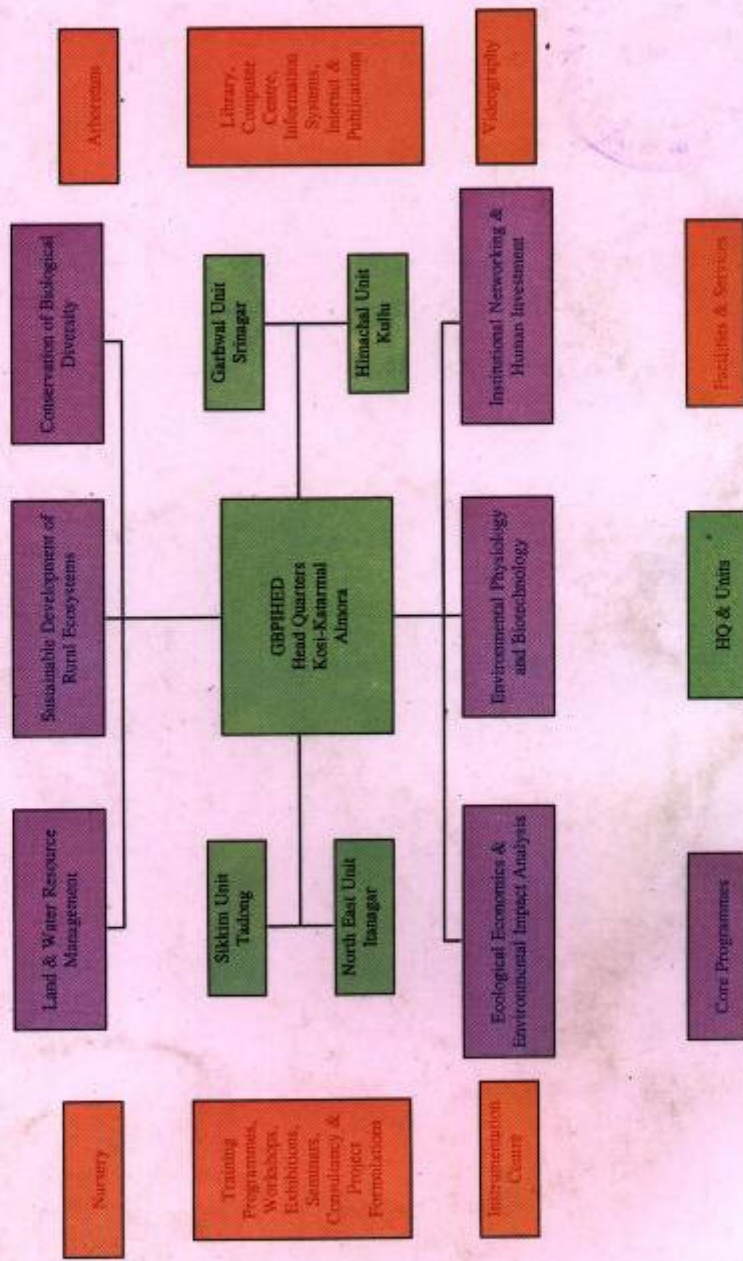 Nursery
Land & Water Resource
Management
Sustainable Development of
Rural Ecosystems
Conservation of Biological
Diversity
Arboretum
Training
Programmes,
Workshops,
Exhibitions,
Seminars,
Consultancy &
Project
Formulations
Sikkim Unit
Tadong
North East Unit
Itanagar
GBPIHED
Head Quarters
Kosi-Katarmal
Almora
Garhwal Unit
Srinagar
Himachal Unit
Kullu
Library,
Computer
Centre,
Information
Systems,
Internet &
Publications
Instrumentation
Centre
Ecological Economics &
Environmental Impact Analysis
Environmental Physiology
and Biotechnology
Institutional Networking &
Human Investment
Videography
Core Programmes
HQ & Units
Facilities & Services